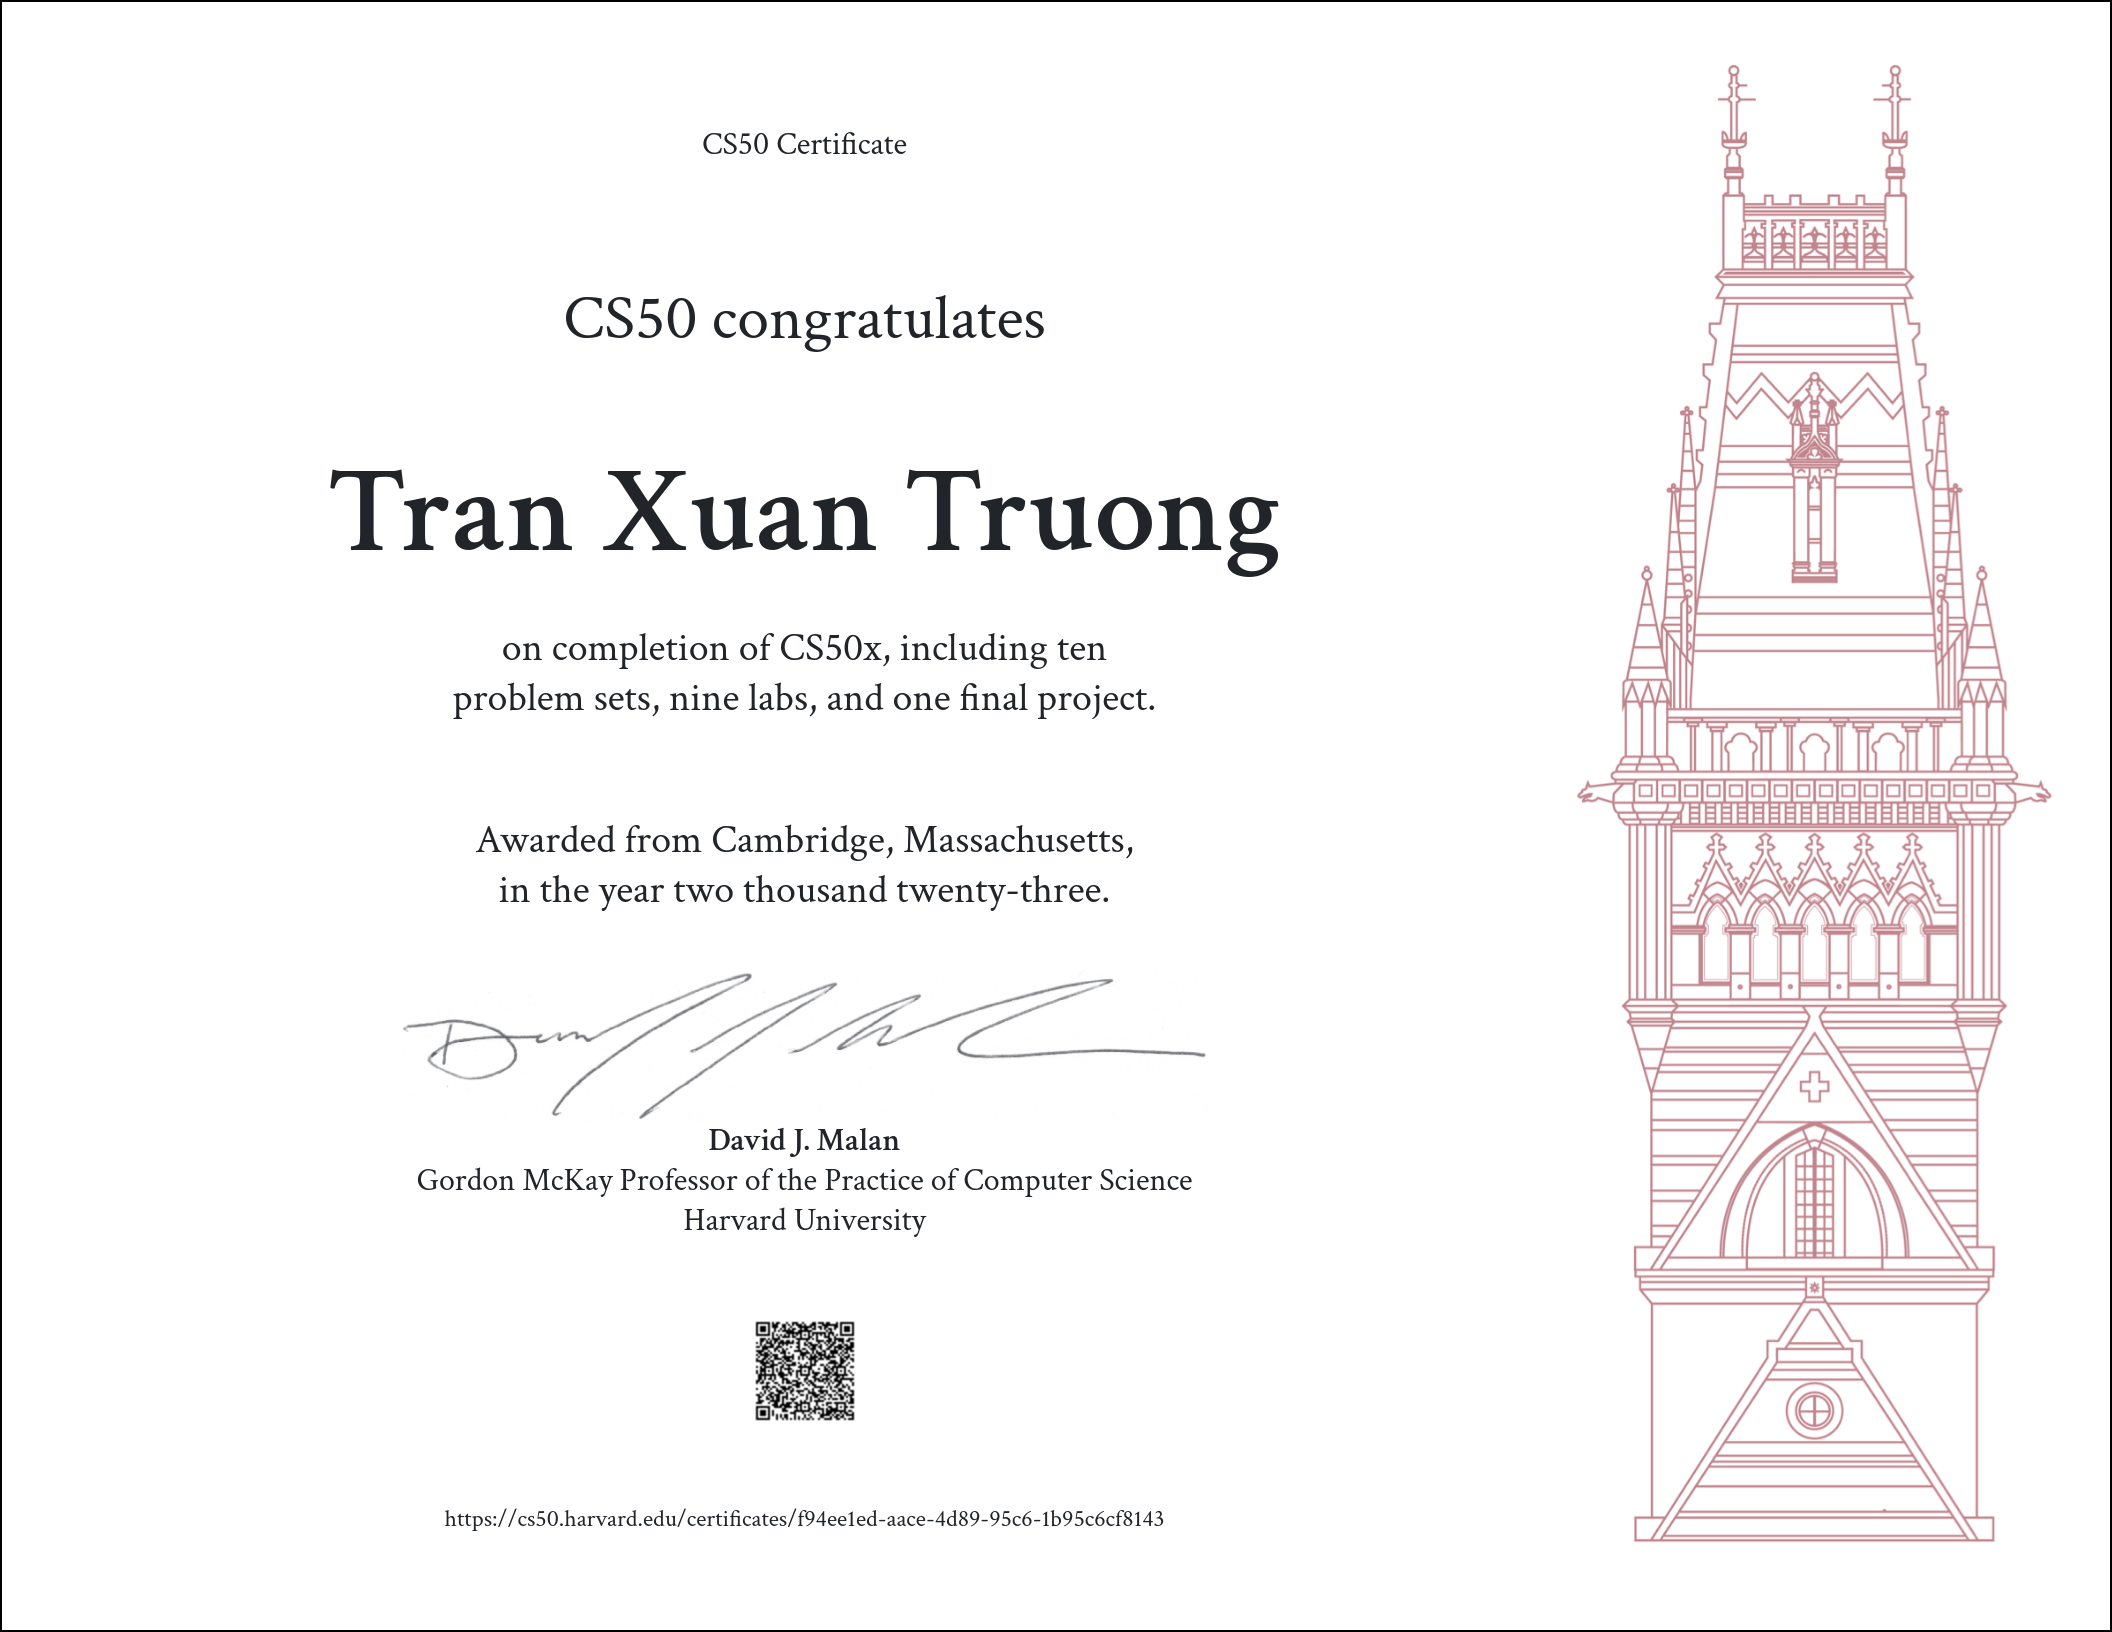 CS50 Certificate
CS50 congratulates
Tran Xuan Truong
on completion of CS50x, including ten
problem sets, nine labs, and one final project.
Awarded from Cambridge, Massachusetts,
in the year two thousand twenty-three.
David J. Malan
Gordon McKay Professor of the Practice of Computer Science
Harvard University
https://cs50.harvard.edu/certificates/f94ee1ed-aace-4d89-95c6-1b95c6cf8143